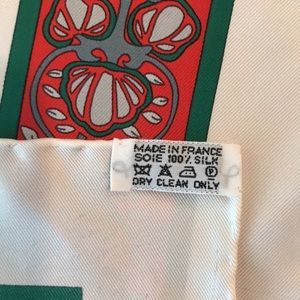 MADE IN FRANCE
SOIE 100% SILK
DRY CLEAN ONLY